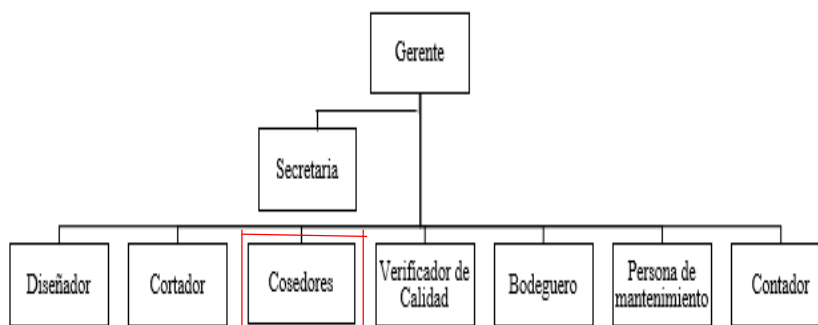 Gerente
Secretaria
Diseñador
Cortador
Cosedores
Verificador de
Calidad
Bodeguero
Persona de
mantenimiento
Contador